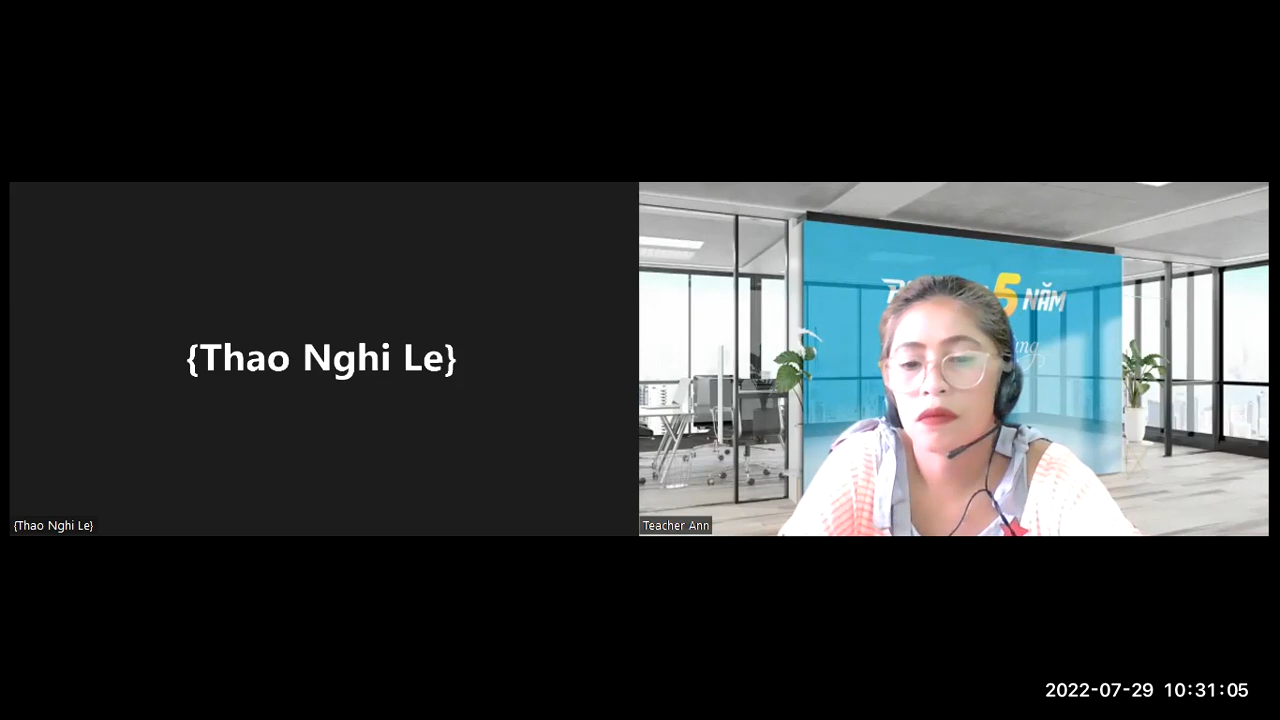 {Thao Nghi Le}
{Thao Nghi Le}
5 NĂM
Teacher Ann
2022-07-29 10:31:05